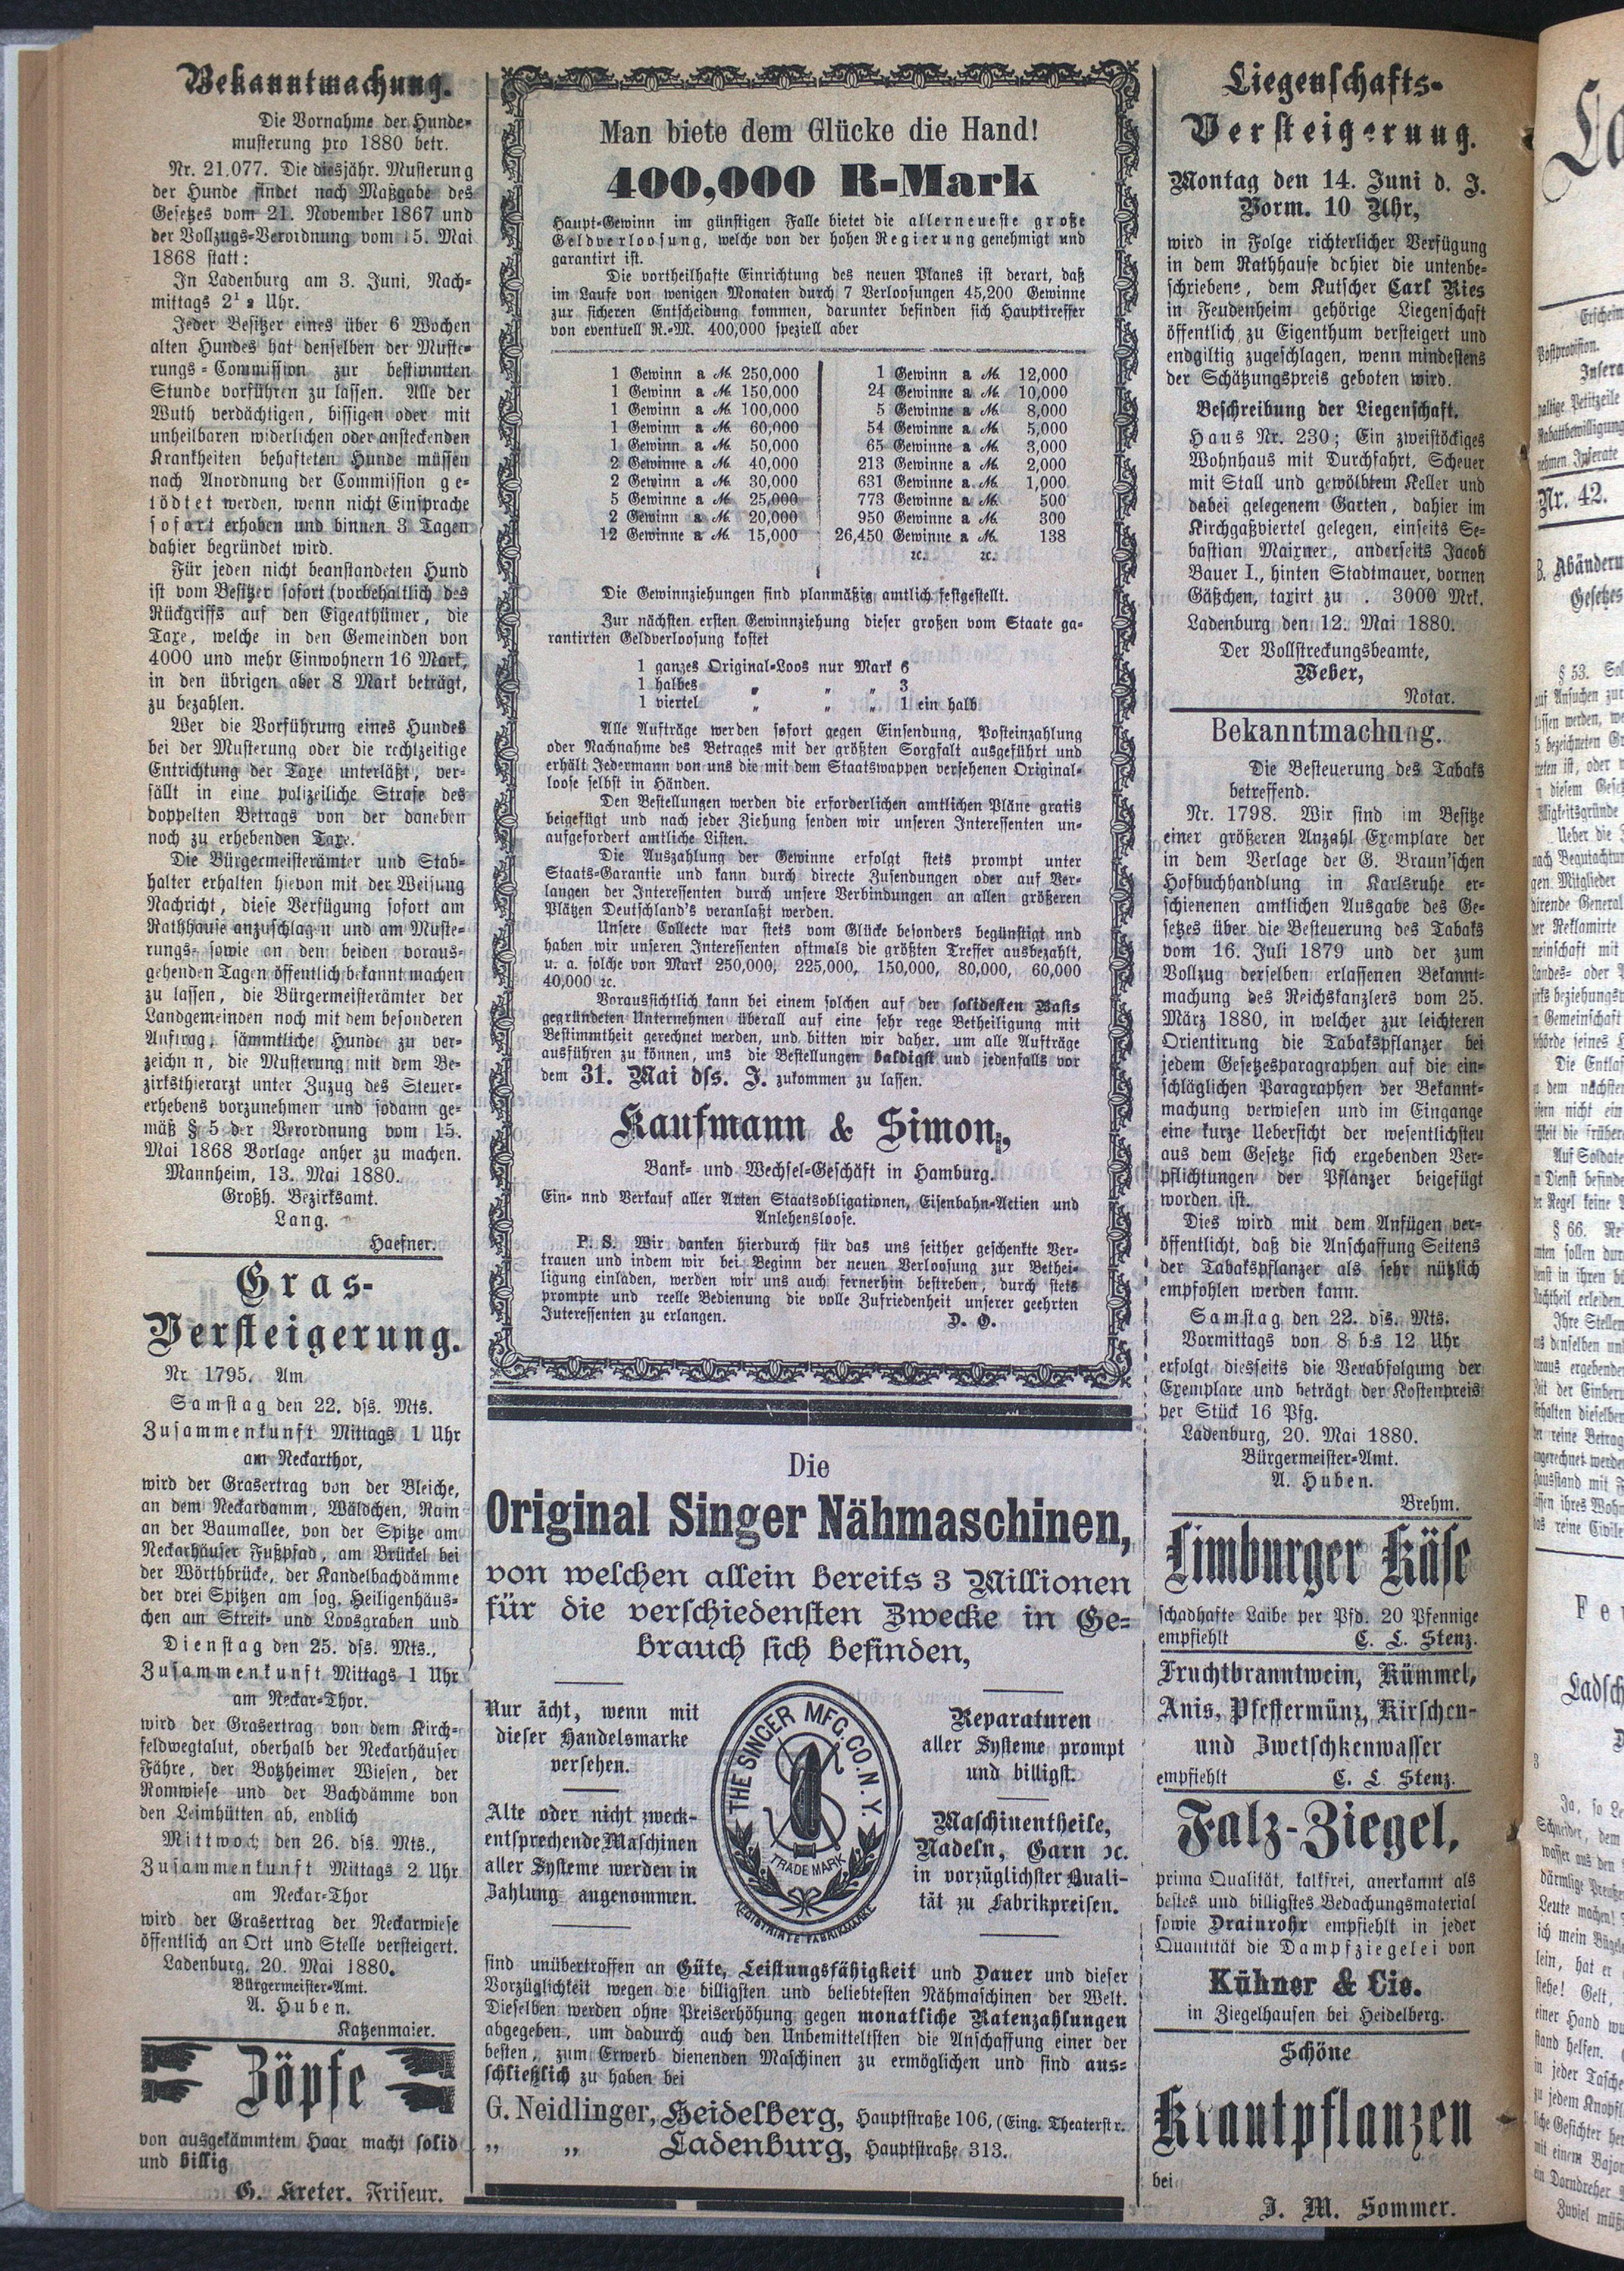 Bekanntmachung.
Die Vornahme der Hunde-
musterung pro 1880 betr.
Nr. 21,077. Die diesjähr. Musterung
der Hunde findet nach Maßgabe des
Gesetzes vom 21. November 1867 und
der Vollzugs-Verordnung vom 15. Mai
1868 statt:
In Ladenburg am 3. Juni, Nach-
mittags 2½ Uhr.
Jeder Besitzer eines über 6 Wochen
alten Hundes hat denselben der Muste-
rungs-Commission zur bestimmten
Stunde vorführen zu lassen. Alle der
Wuth verdächtigen, bissigen oder mit
unheilbaren widerlichen oder ansteckenden
Krankheiten behafteten Hunde müssen
nach Anordnung der Commission ge-
tödtet werden, wenn nicht Einsprache
sofort erhoben und binnen 3 Tagen
dahier begründet wird.
Für jeden nicht beanstandeten Hund
ist vom Besitzer sofort (vorbehaltlich des
Rückgriffs auf den Eigenthümer, die
Taxe, welche in den Gemeinden von
4000 und mehr Einwohnern 16 Mark,
in den übrigen aber 8 Mark beträgt,
zu bezahlen.
Wer die Vorführung eines Hundes
bei der Musterung oder die rechtzeitige
Entrichtung der Taxe unterläßt, ver-
fällt in eine polizeiliche Strafe des
doppelten Betrags von der daneben
noch zu erhebenden Taxe.
Die Bürgermeisterämter und Stab-
halter erhalten hievon mit der Weisung
Nachricht, diese Verfügung sofort am
Rathhause anzuschlagen und am Muste-
rungs- sowie an den beiden voraus-
gehenden Tagen öffentlich bekannt machen
zu lassen, die Bürgermeisterämter der
Landgemeinden noch mit dem besonderen
Auftrag, sämmtliche Hunde zu ver-
zeichnen, die Musterung mit dem Be-
zirksthierarzt unter Zuzug des Steuer-
erhebens vorzunehmen und sodann ge-
mäß § 5 der Verordnung vom 15.
Mai 1868 Vorlage anher zu machen.
Mannheim, 13. Mai 1880.
Großh. Bezirksamt.
Lang.
Haefner.
Gras-
Versteigerung.
Nr 1795. Am
Samstag den 22. dss. Mts.
Zusammenkunft Mittags 1 Uhr
am Neckarthor,
wird der Grasertrag von der Bleiche,
an dem Neckardamm, Wäldchen, Rain
an der Baumallee, von der Spitze am
Neckarhäuser Fußpfad, am Brückel bei
der Wörthbrücke, der Kandelbachdämme
der drei Spitzen am sog. Heiligenhäus-
chen am Streit- und Loosgraben und
Dienstag den 25. dss. Mts.,
Zusammenkunft Mittags 1 Uhr
am Neckar-Thor.
wird der Grasertrag von dem Kirch-
feldwegtalut, oberhalb der Neckarhäuser
Fähre, der Botzheimer Wiesen, der
Romwiese und der Bachdämme von
den Leimhütten ab, endlich
Mittwoch den 26. dss. Mts.,
Zusammenkunft Mittags 2 Uhr
am Neckar-Thor
wird der Grasertrag der Neckarwiese
öffentlich an Ort und Stelle versteigert.
Ladenburg, 20. Mai 1880.
Bürgermeister-Amt.
A. Huben.
Katzenmaier.
Zöpfe
von ausgekämmtem Haar macht solid
und billig
G. Kreter. Friseur.
Man biete dem Glücke die Hand!
400,000 R-Mark
Haupt-Gewinn im günstigen Falle bietet die allerneueste große
Geldverloosung, welche von der hohen Regierung genehmigt und
garantirt ist.
Die vortheilhafte Einrichtung des neuen Planes ist derart, daß
im Laufe von wenigen Monaten durch 7 Verloosungen 45,200 Gewinne
zur sicheren Entscheidung kommen, darunter befinden sich Haupttreffer
von eventuell R.-M. 400,000 speziell aber
1 Gewinn a M. 250,000
1 Gewinn a M. 150,000
1 Gewinn a M. 100,000
1 Gewinn a M. 60,000
1 Gewinn a M. 50,000
2 Gewinne a M. 40,000
2 Gewinn a M. 30,000
5 Gewinne a M. 25,000
2 Gewinn a M. 20,000
12 Gewinne a M. 15,000
1 Gewinn a M. 12,000
24 Gewinne a M. 10,000
5 Gewinne a M. 8,000
54 Gewinne a M. 5,000
65 Gewinne a M. 3,000
213 Gewinne a M. 2,000
631 Gewinne a M. 1,000
773 Gewinne a M. 500
950 Gewinne a M. 300
26,450 Gewinne a M. 138
ꝛc. ꝛc.
Die Gewinnziehungen sind planmäßig amtlich festgestellt.
Zur nächsten ersten Gewinnziehung dieser großen vom Staate ga-
rantirten Geldverloosung kostet
1 ganzes Original-Loos nur Mark 6
1 halbes „ „ „ 3
1 viertel „ „ „ 1 ein halb
Alle Aufträge werden sofort gegen Einsendung, Posteinzahlung
oder Nachnahme des Betrages mit der größten Sorgfalt ausgeführt und
erhält Jedermann von uns die mit dem Staatswappen versehenen Original-
loose selbst in Händen.
Den Bestellungen werden die erforderlichen amtlichen Pläne gratis
beigefügt und nach jeder Ziehung senden wir unseren Interessenten un-
aufgefordert amtliche Listen.
Die Auszahlung der Gewinne erfolgt stets prompt unter
Staats-Garantie und kann durch directe Zusendungen oder auf Ver-
langen der Interessenten durch unsere Verbindungen an allen größeren
Plätzen Deutschland's veranlaßt werden.
Unsere Collecte war stets vom Glücke besonders begünstigt nnd
haben wir unseren Interessenten oftmals die größten Treffer ausbezahlt,
u. a. solche von Mark 250,000, 225,000, 150,000, 80,000, 60,000
40,000 ꝛc.
Voraussichtlich kann bei einem solchen auf der solidesten Basis
gegründeten Unternehmen überall auf eine sehr rege Betheiligung mit
Bestimmtheit gerechnet werden, und bitten wir daher, um alle Aufträge
ausführen zu können, uns die Bestellungen baldigst und jedenfalls vor
dem 31. Mai dss. J. zukommen zu lassen.
Kaufmann & Simon,
Bank- und Wechsel-Geschäft in Hamburg.
Ein- nnd Verkauf aller Arten Staatsobligationen, Eisenbahn-Actien und
Anlehensloose.
P. S. Wir danken hierdurch für das uns seither geschenkte Ver-
trauen und indem wir bei Beginn der neuen Verloosung zur Bethei-
ligung einladen, werden wir uns auch fernerhin bestreben, durch stets
prompte und reelle Bedienung die volle Zufriedenheit unserer geehrten
Interessenten zu erlangen. D. O.
Die
Original Singer Nähmaschinen,
von welchen allein bereits 3 Millionen
für die verschiedensten Zwecke in Ge-
brauch sich befinden,
Nur ächt, wenn mit
dieser Handelsmarke
versehen.
Alte oder nicht zweck-
entsprechende Maschinen
aller Systeme werden in
Zahlung angenommen.
THE SINGER MFG. CO. N.Y.
TRADE MARK
REGISTRIRTE FABRIKMARKE
Reparaturen
aller Systeme prompt
und billigst.
Maschinentheile,
Nadeln, Garn ꝛc.
in vorzüglichster Quali-
tät zu Fabrikpreisen.
sind unübertroffen an Güte, Leistungsfähigkeit und Dauer und dieser
Vorzüglichkeit wegen die billigsten und beliebtesten Nähmaschinen der Welt.
Dieselben werden ohne Preiserhöhung gegen monatliche Ratenzahlungen
abgegeben, um dadurch auch den Unbemitteltsten die Anschaffung einer der
besten, zum Erwerb dienenden Maschinen zu ermöglichen und sind aus-
schließlich zu haben bei
G. Neidlinger, Heidelberg, Hauptstraße 106, (Eing. Theaterstr.
„ „ Ladenburg, Hauptstraße 313.
Liegenschafts-
Versteigerung.
Montag den 14. Juni d. J.
Vorm. 10 Uhr,
wird in Folge richterlicher Verfügung
in dem Rathhause dahier die untenbe-
schriebene, dem Kutscher Carl Ries
in Feudenheim gehörige Liegenschaft
öffentlich zu Eigenthum versteigert und
endgiltig zugeschlagen, wenn mindestens
der Schätzungspreis geboten wird.
Beschreibung der Liegenschaft.
Haus Nr. 230; Ein zweistöckiges
Wohnhaus mit Durchfahrt, Scheuer
mit Stall und gewölbtem Keller und
dabei gelegenem Garten, dahier im
Kirchgaßviertel gelegen, einseits Se-
bastian Maixner, anderseits Jacob
Bauer I., hinten Stadtmauer, vornen
Gäßchen, taxirt zu . 3000 Mrk.
Ladenburg den 12. Mai 1880.
Der Vollstreckungsbeamte,
Weber,
Notar.
Bekanntmachung.
Die Besteuerung des Tabaks
betreffend.
Nr. 1798. Wir sind im Besitze
einer größeren Anzahl Exemplare der
in dem Verlage der G. Braun'schen
Hofbuchhandlung in Karlsruhe er-
schienenen amtlichen Ausgabe des Ge-
setzes über die Besteuerung des Tabaks
vom 16. Juli 1879 und der zum
Vollzug derselben erlassenen Bekannt-
machung des Reichskanzlers vom 25.
März 1880, in welcher zur leichteren
Orientirung die Tabakspflanzer bei
jedem Gesetzesparagraphen auf die ein-
schläglichen Paragraphen der Bekannt-
machung verwiesen und im Eingange
eine kurze Uebersicht der wesentlichsten
aus dem Gesetze sich ergebenden Ver-
pflichtungen der Pflanzer beigefügt
worden ist.
Dies wird mit dem Anfügen ver-
öffentlicht, daß die Anschaffung Seitens
der Tabakspflanzer als sehr nützlich
empfohlen werden kann.
Samstag den 22. dss. Mts.
Vormittags von 8 bis 12 Uhr
erfolgt diesseits die Verabfolgung der
Exemplare und beträgt der Kostenpreis
per Stück 16 Pfg.
Ladenburg, 20. Mai 1880.
Bürgermeister-Amt.
A. Huben.
Brehm.
Limburger Käse
schadhafte Laibe per Pfd. 20 Pfennige
empfiehlt C. L. Stenz.
Fruchtbranntwein, Kümmel,
Anis, Pfeffermünz, Kirschen-
und Zwetschkenwasser
empfiehlt C. L. Stenz.
Falz-Ziegel,
prima Qualität, kalkfrei, anerkannt als
bestes und billigstes Bedachungsmaterial
sowie Drainrohr empfiehlt in jeder
Quantität die Dampfziegelei von
Kühner & Cie.
in Ziegelhausen bei Heidelberg.
Schöne
Krautpflanzen
bei
J. M. Sommer.
Nr. 42.
§ 53.
§ 66.